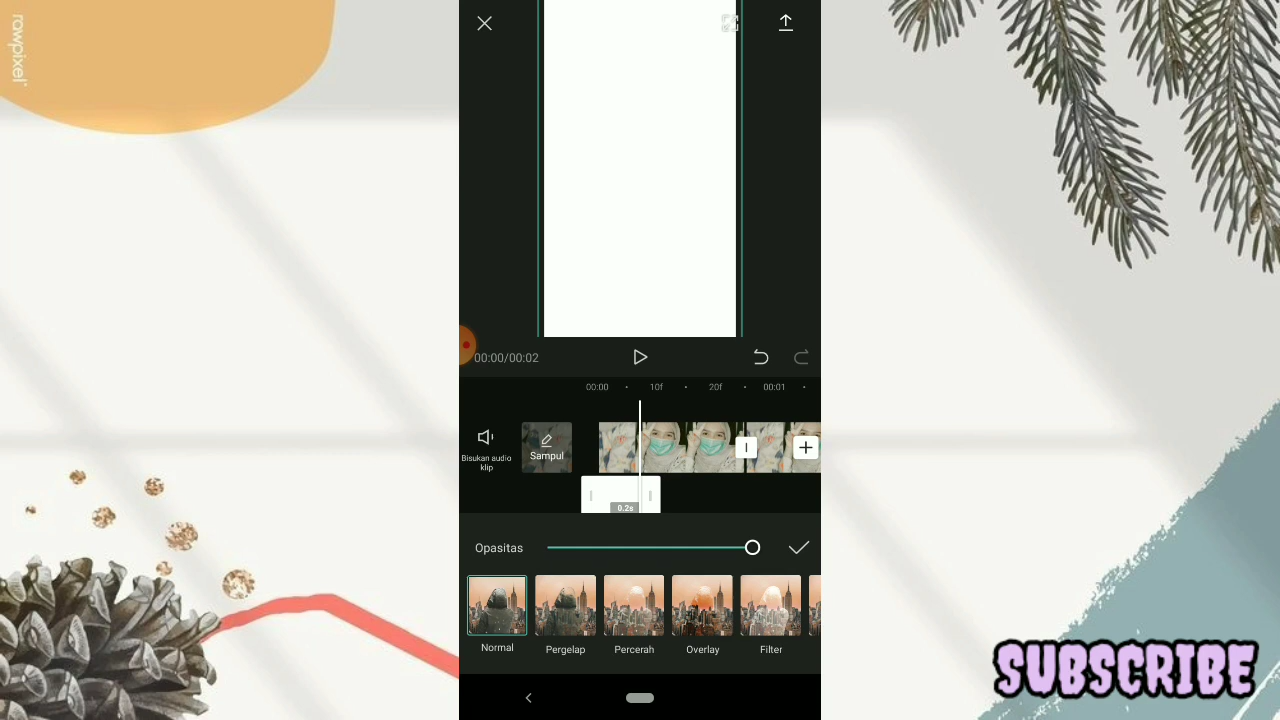 rawpixel
00:00/00:02
00:00
10f
20f
00:01
Bisukan audio
klip
Sampul
0.2s
Opasitas
Normal
Pergelap
Percerah
Overlay
Filter
SUBSCRIBE